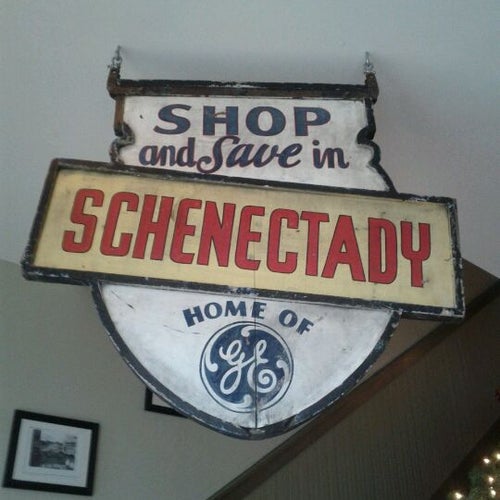 SHOP
and Save in
SCHENECTADY
HOME OF
GE